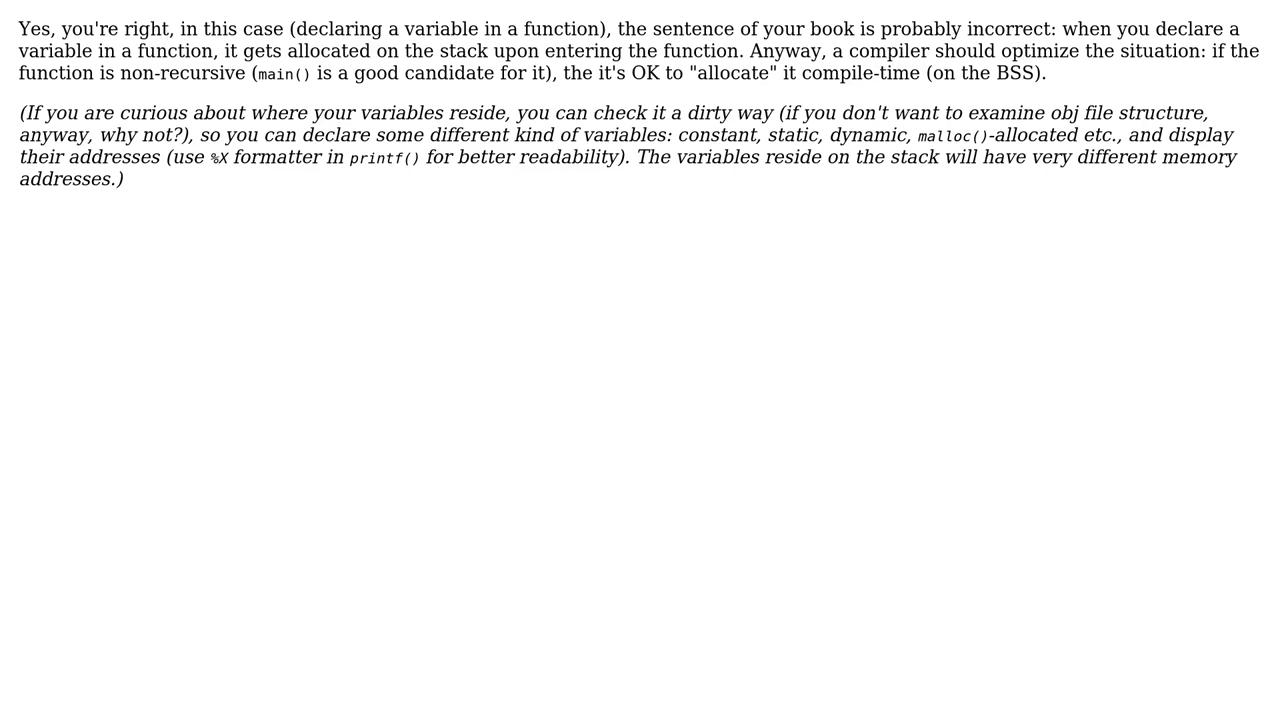 Yes, you're right, in this case (declaring a variable in a function), the sentence of your book is probably incorrect: when you declare a
variable in a function, it gets allocated on the stack upon entering the function. Anyway, a compiler should optimize the situation: if the
function is non-recursive (main() is a good candidate for it), the it's OK to "allocate" it compile-time (on the BSS).
(If you are curious about where your variables reside, you can check it a dirty way (if you don't want to examine obj file structure,
anyway, why not?), so you can declare some different kind of variables: constant, static, dynamic, malloc()-allocated etc., and display
their addresses (use %X formatter in printf() for better readability). The variables reside on the stack will have very different memory
addresses.)